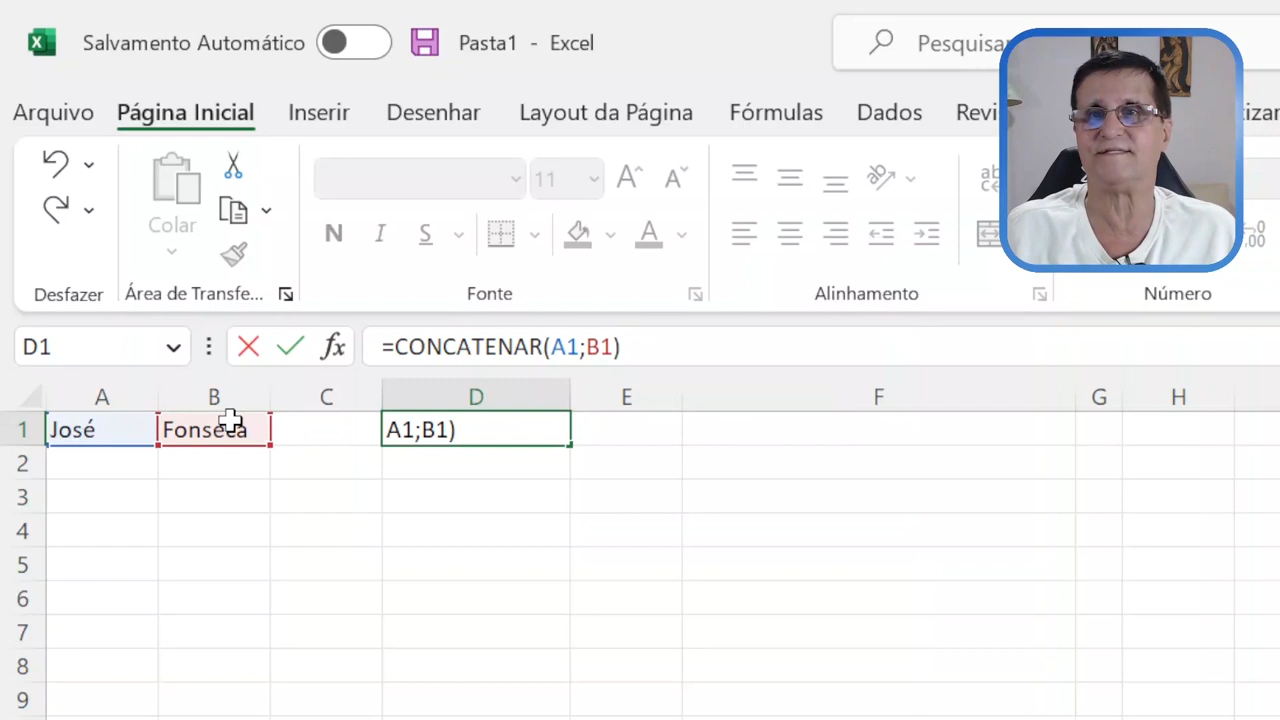 Salvamento Automático
Pasta1 - Excel
Arquivo Página Inicial Inserir Desenhar Layout da Página Fórmulas Dados
Colar
11
N I S A
Desfazer Área de Transfe... Fonte Alinhamento Número
D1 fx =CONCATENAR(A1;B1)
A B C D E F G H
1 José Fonseca A1;B1)
2
3
4
5
6
7
8
9